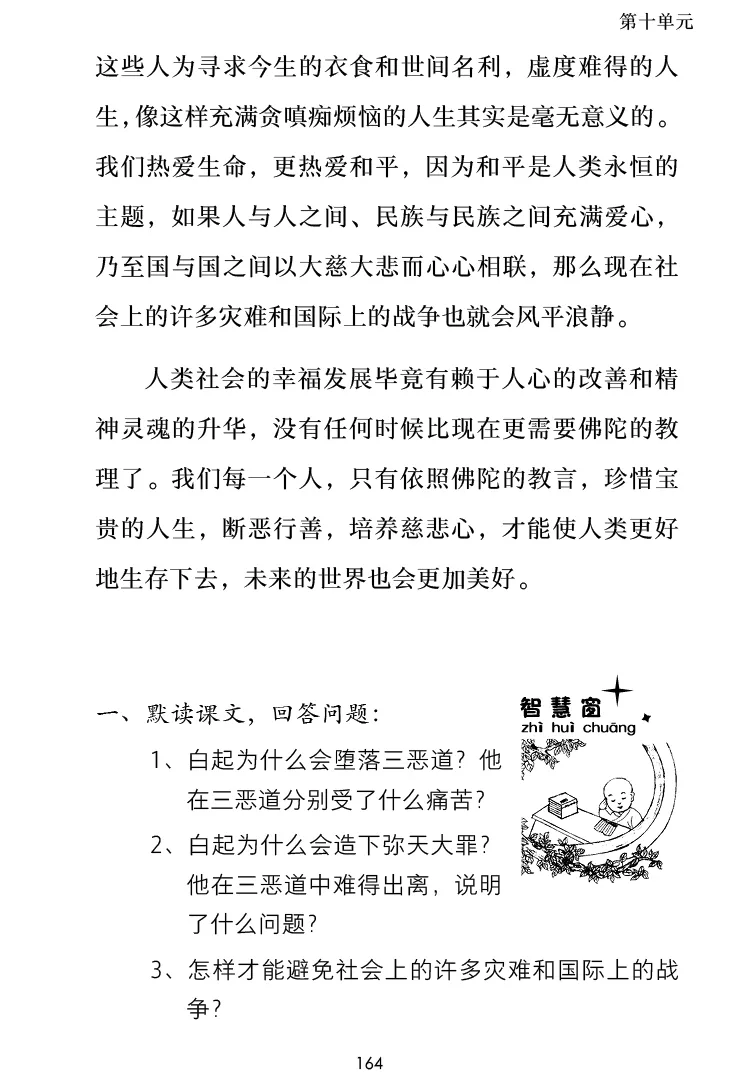 第十单元
这些人为寻求今生的衣食和世间名利，虚度难得的人
生，像这样充满贪嗔痴烦恼的人生其实是毫无意义的。
我们热爱生命，更热爱和平，因为和平是人类永恒的
主题，如果人与人之间、民族与民族之间充满爱心，
乃至国与国之间以大慈大悲而心心相联，那么现在社
会上的许多灾难和国际上的战争也就会风平浪静。
人类社会的幸福发展毕竟有赖于人心的改善和精
神灵魂的升华，没有任何时候比现在更需要佛陀的教
理了。我们每一个人，只有依照佛陀的教言，珍惜宝
贵的人生，断恶行善，培养慈悲心，才能使人类更好
地生存下去，未来的世界也会更加美好。
智慧窗
zhì huì chuāng
一、默读课文，回答问题：
1、白起为什么会堕落三恶道？他
在三恶道分别受了什么痛苦？
2、白起为什么会造下弥天大罪？
他在三恶道中难得出离，说明
了什么问题？
3、怎样才能避免社会上的许多灾难和国际上的战
争？
164